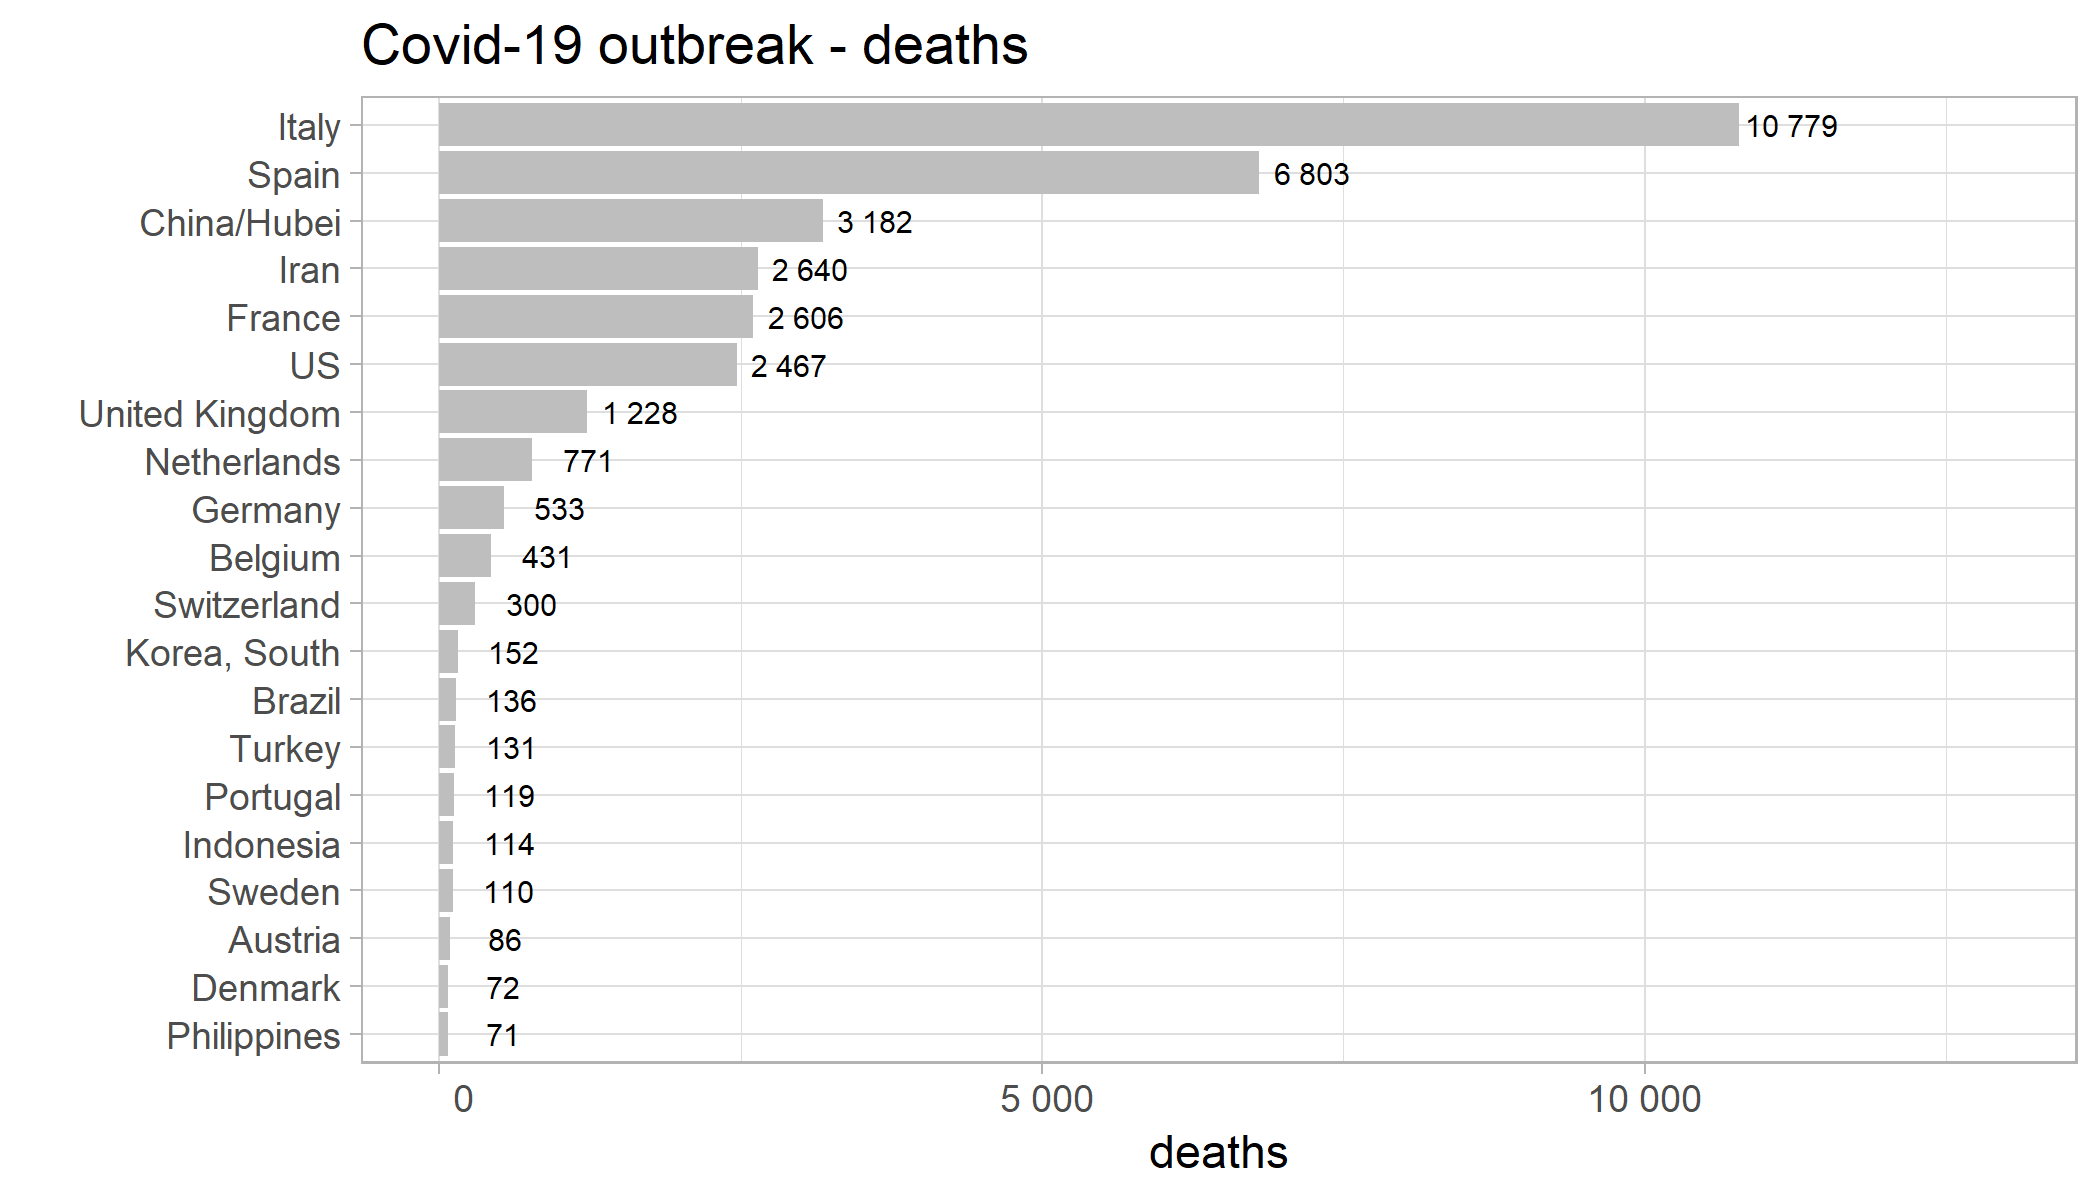 Covid-19 outbreak - deaths
Italy 10 779
Spain 6 803
China/Hubei 3 182
Iran 2 640
France 2 606
US 2 467
United Kingdom 1 228
Netherlands 771
Germany 533
Belgium 431
Switzerland 300
Korea, South 152
Brazil 136
Turkey 131
Portugal 119
Indonesia 114
Sweden 110
Austria 86
Denmark 72
Philippines 71
0 5 000 10 000
deaths